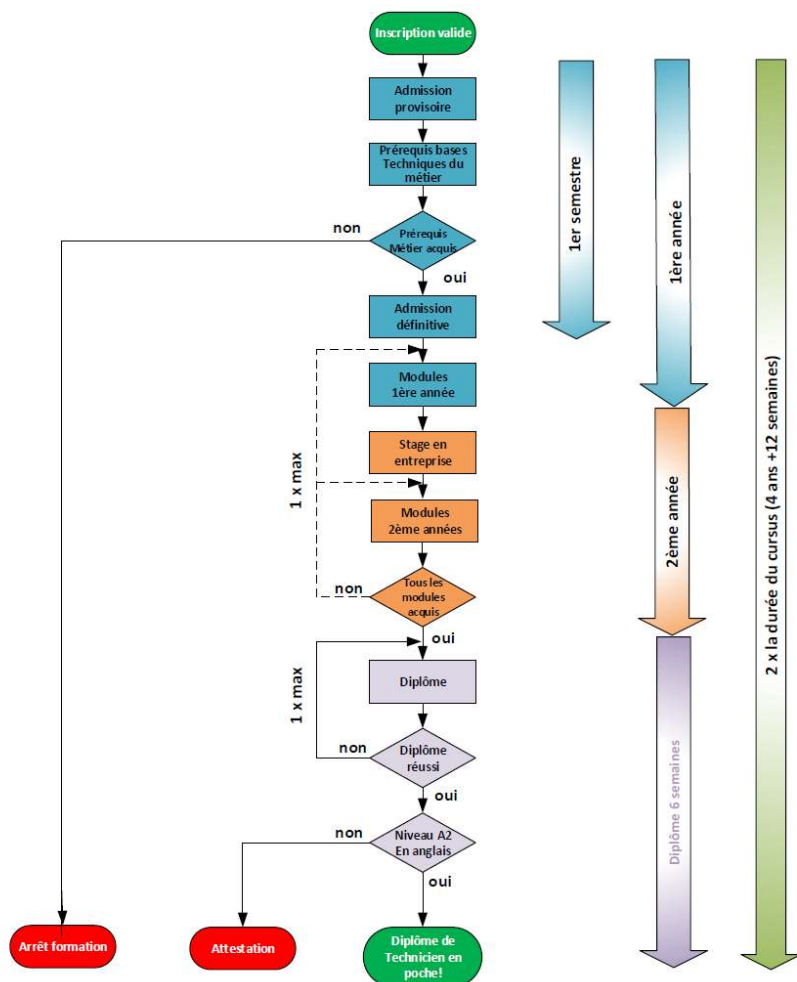 Inscription valide
Admission
provisoire
Prérequis bases
Techniques du
métier
non
Prérequis
Métier acquis
oui
Admission
définitive
Modules
1ère année
Stage en
entreprise
1 x max
Modules
2ème années
non
Tous les
modules
acquis
oui
Diplôme
1 x max
non
Diplôme
réussi
oui
non
Niveau A2
En anglais
oui
Arrêt formation
Attestation
Diplôme de
Technicien en
poche!
1er semestre
1ère année
2ème année
Diplôme 6 semaines
2 x la durée du cursus (4 ans +12 semaines)